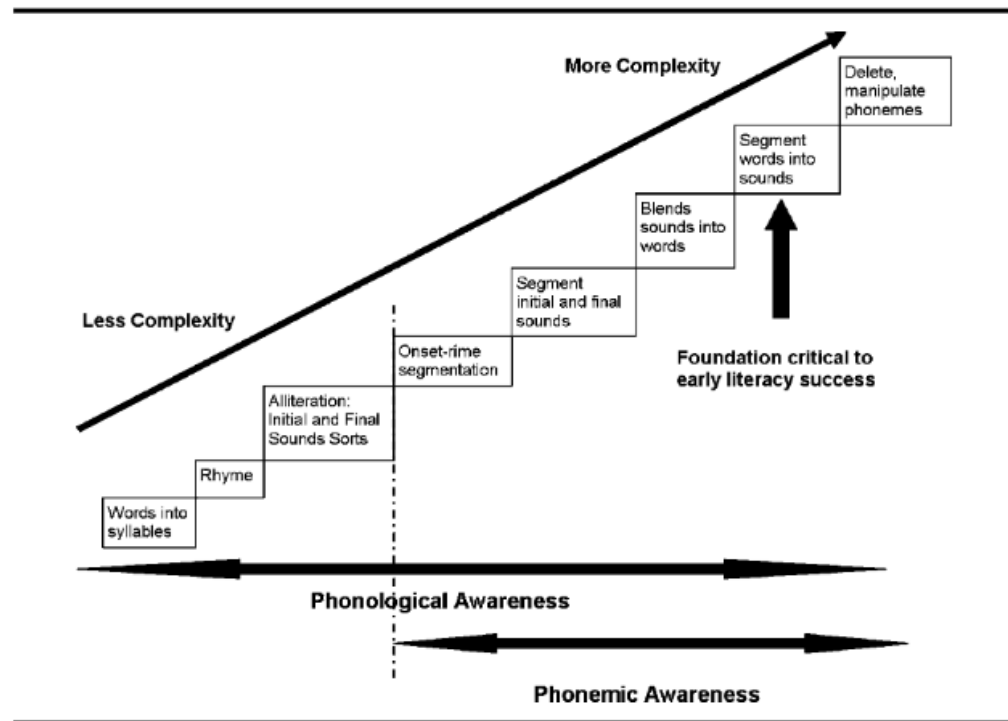 More Complexity
Delete,
manipulate
phonemes
Segment
words into
sounds
Blends
sounds into
words
Segment
initial and final
sounds
Less Complexity
Onset-rime
segmentation
Foundation critical to
early literacy success
Alliteration:
Initial and Final
Sounds Sorts
Rhyme
Words into
syllables
Phonological Awareness
Phonemic Awareness